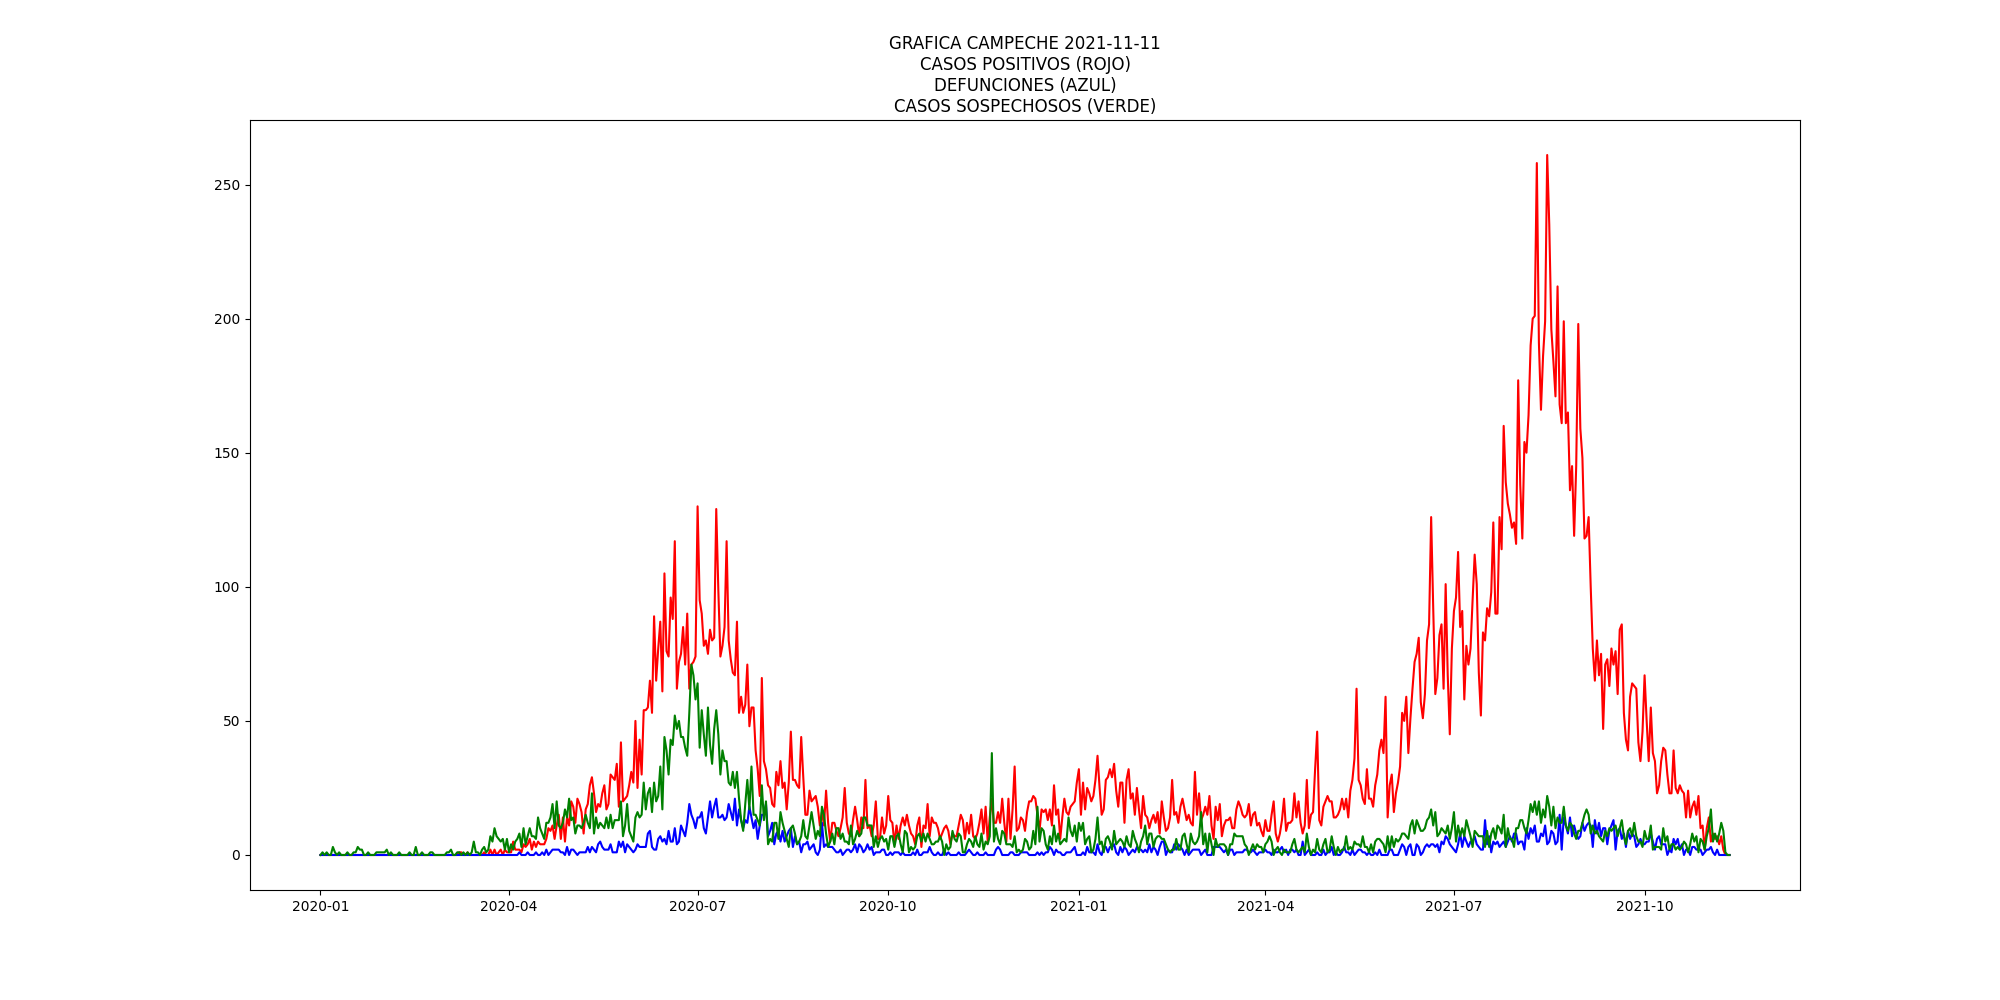 GRAFICA CAMPECHE 2021-11-11
CASOS POSITIVOS (ROJO)
DEFUNCIONES (AZUL)
CASOS SOSPECHOSOS (VERDE)
250
200
150
100
50
0
2020-01 2020-04 2020-07 2020-10 2021-01 2021-04 2021-07 2021-10